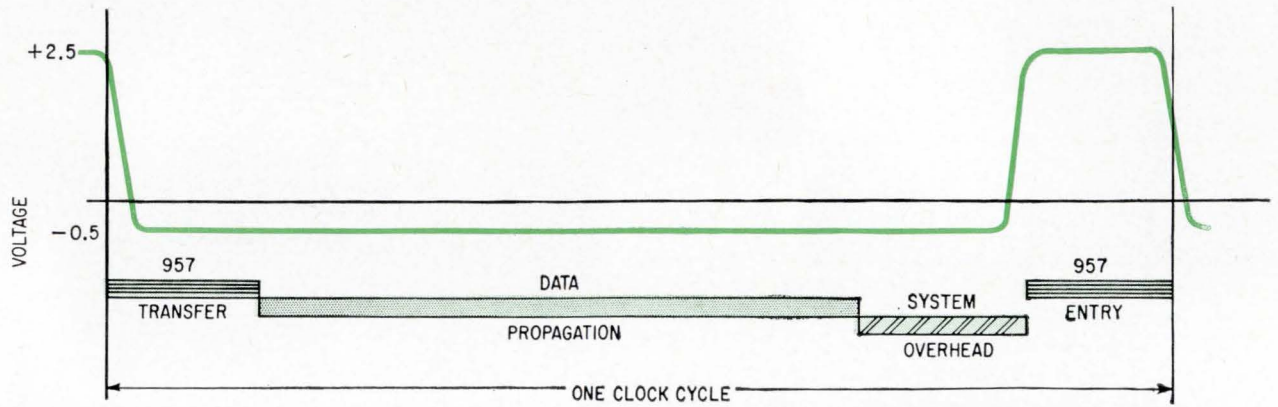 +2.5
VOLTAGE
-0.5
957
TRANSFER
DATA
PROPAGATION
SYSTEM
OVERHEAD
957
ENTRY
ONE CLOCK CYCLE